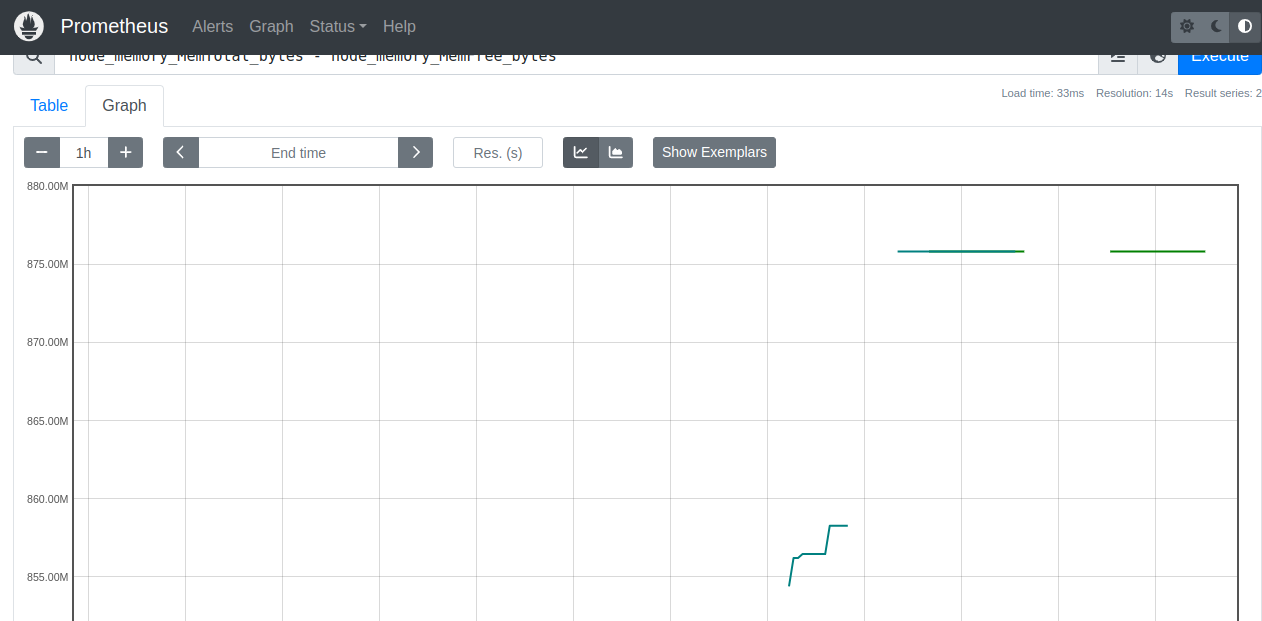 Prometheus Alerts Graph Status Help
node_memory_MemTotal_bytes - node_memory_MemFree_bytes Execute
Load time: 33ms Resolution: 14s Result series: 2
Table Graph
1h End time Res. (s) Show Exemplars
880.00M
875.00M
870.00M
865.00M
860.00M
855.00M